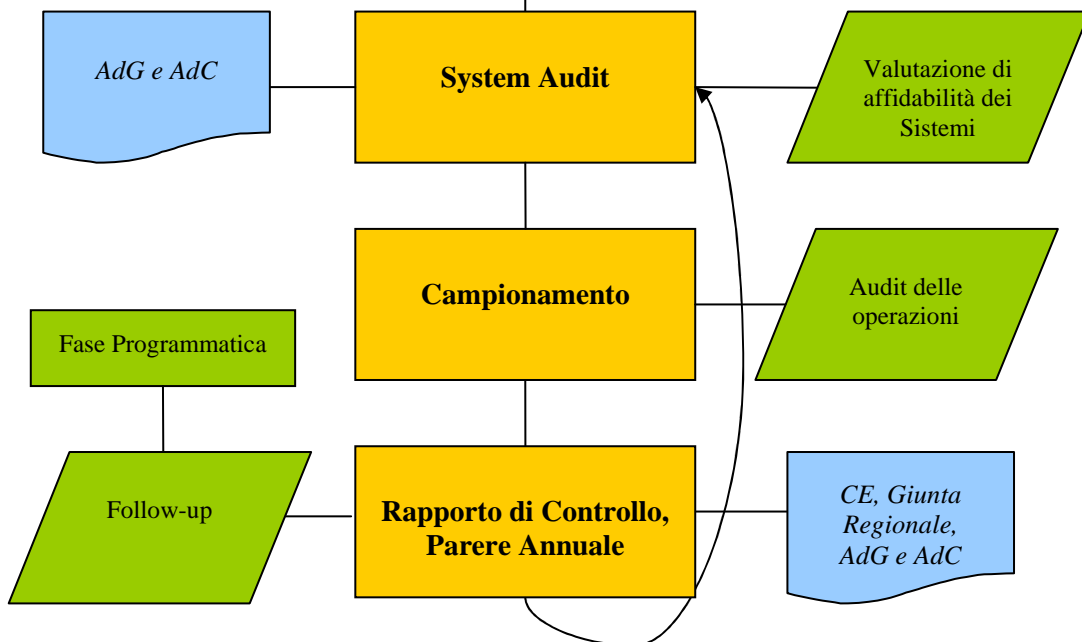 AdG e AdC
System Audit
Valutazione di
affidabilità dei
Sistemi
Campionamento
Audit delle
operazioni
Fase Programmatica
Follow-up
Rapporto di Controllo,
Parere Annuale
CE, Giunta
Regionale,
AdG e AdC